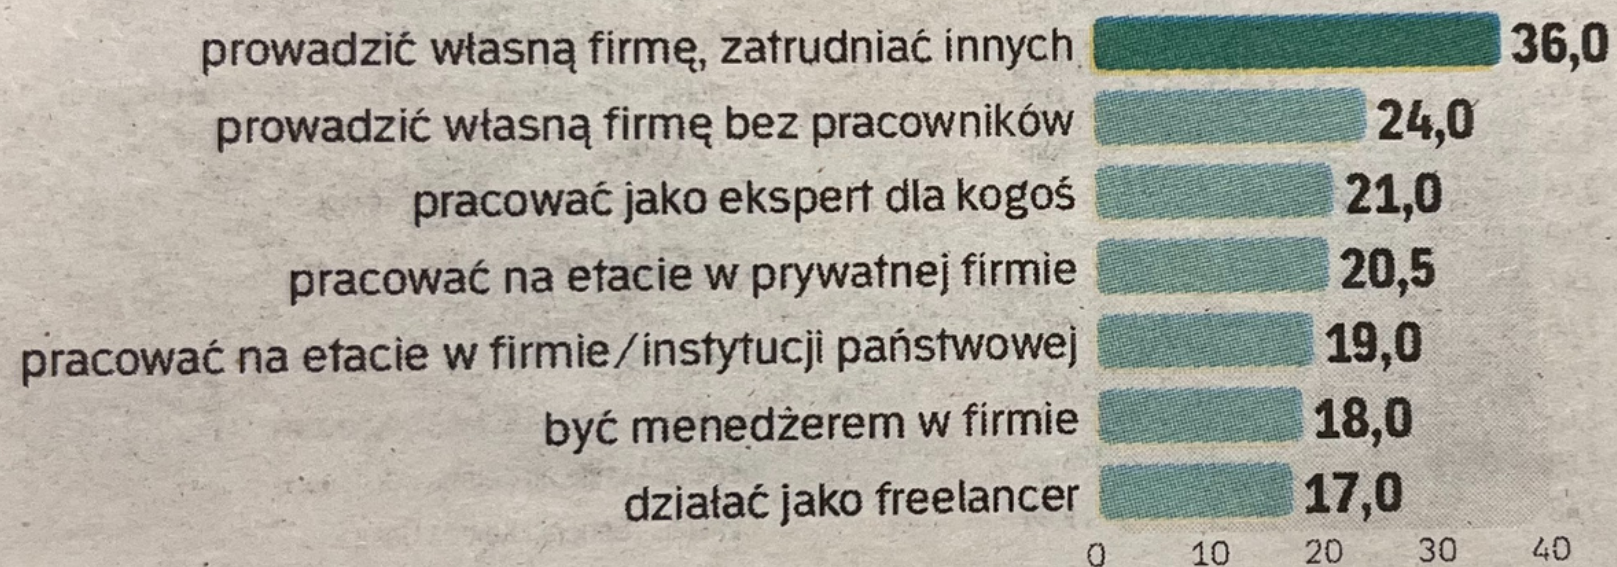 prowadzić własną firmę, zatrudniać innych 36,0
prowadzić własną firmę bez pracowników 24,0
pracować jako ekspert dla kogoś 21,0
pracować na etacie w prywatnej firmie 20,5
pracować na etacie w firmie/instytucji państwowej 19,0
być menedżerem w firmie 18,0
działać jako freelancer 17,0
0 10 20 30 40